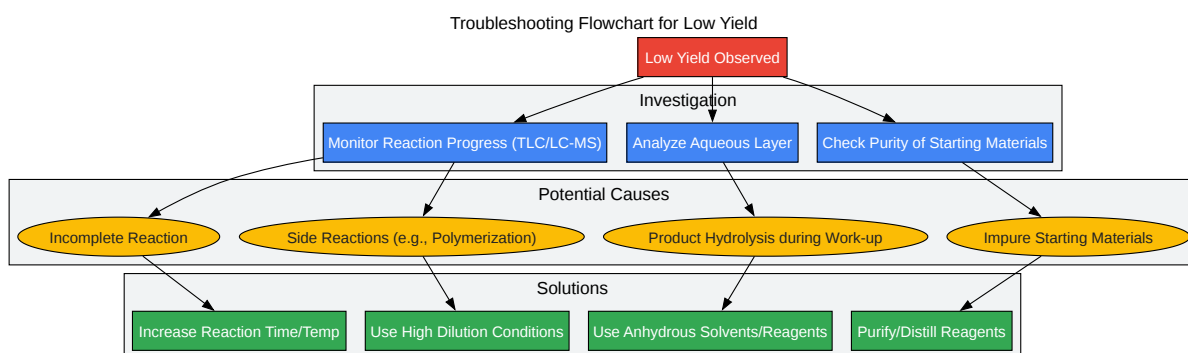 Troubleshooting Flowchart for Low Yield
Low Yield Observed
Investigation
Monitor Reaction Progress (TLC/LC-MS)
Analyze Aqueous Layer
Check Purity of Starting Materials
Potential Causes
Incomplete Reaction
Side Reactions (e.g., Polymerization)
Product Hydrolysis during Work-up
Impure Starting Materials
Solutions
Increase Reaction Time/Temp
Use High Dilution Conditions
Use Anhydrous Solvents/Reagents
Purify/Distill Reagents